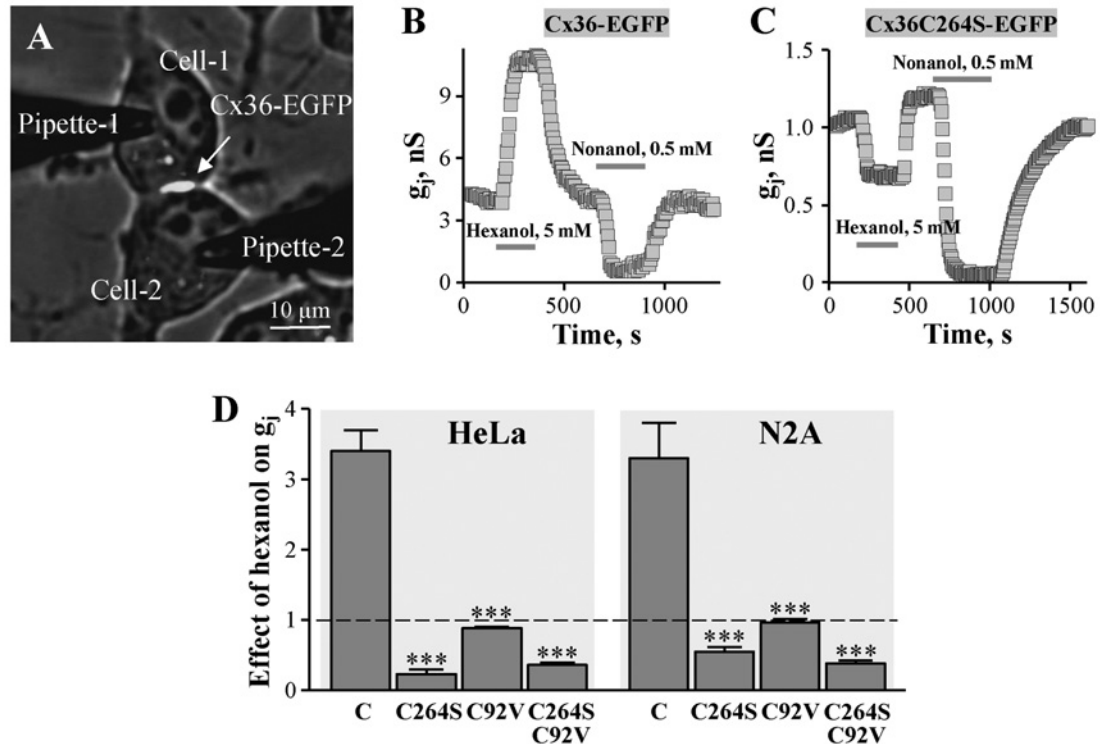 A
Cell-1
Cx36-EGFP
Pipette-1
Pipette-2
Cell-2
10 µm
B
Cx36-EGFP
gj, nS
9
6
3
0
Nonanol, 0.5 mM
Hexanol, 5 mM
0 500 1000
Time, s
C
Cx36C264S-EGFP
gj, nS
1.5
1.0
0.5
0.0
Nonanol, 0.5 mM
Hexanol, 5 mM
0 500 1000 1500
Time, s
D
Effect of hexanol on gj
4
3
2
1
0
HeLa
***
***
***
C C264S C92V C264S
C92V
N2A
***
***
***
C C264S C92V C264S
C92V